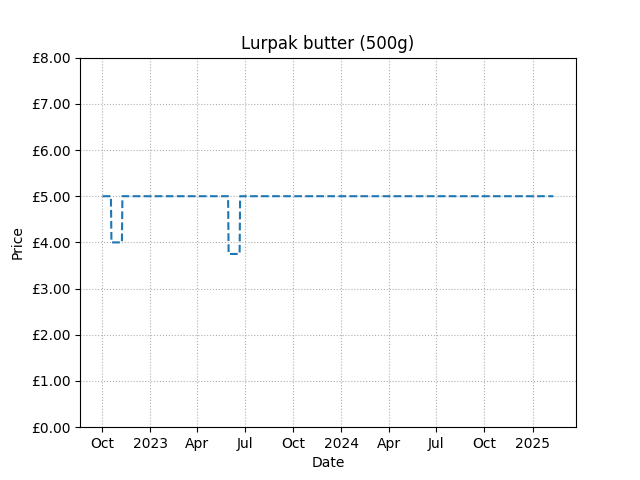 Lurpak butter (500g)
£8.00
£7.00
£6.00
£5.00
£4.00
£3.00
£2.00
£1.00
£0.00
Price
Oct 2023 Apr Jul Oct 2024 Apr Jul Oct 2025
Date